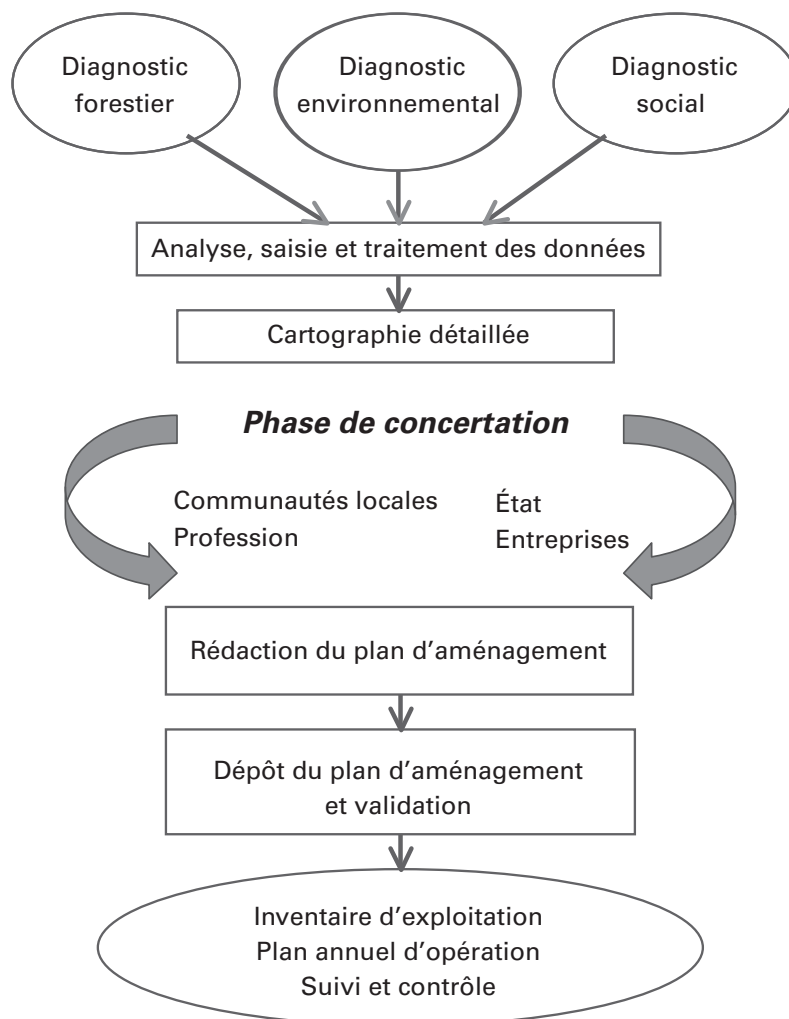 Diagnostic
forestier
Diagnostic
environnemental
Diagnostic
social
Analyse, saisie et traitement des données
Cartographie détaillée
Phase de concertation
Communautés locales
Profession
État
Entreprises
Rédaction du plan d'aménagement
Dépôt du plan d'aménagement
et validation
Inventaire d'exploitation
Plan annuel d'opération
Suivi et contrôle